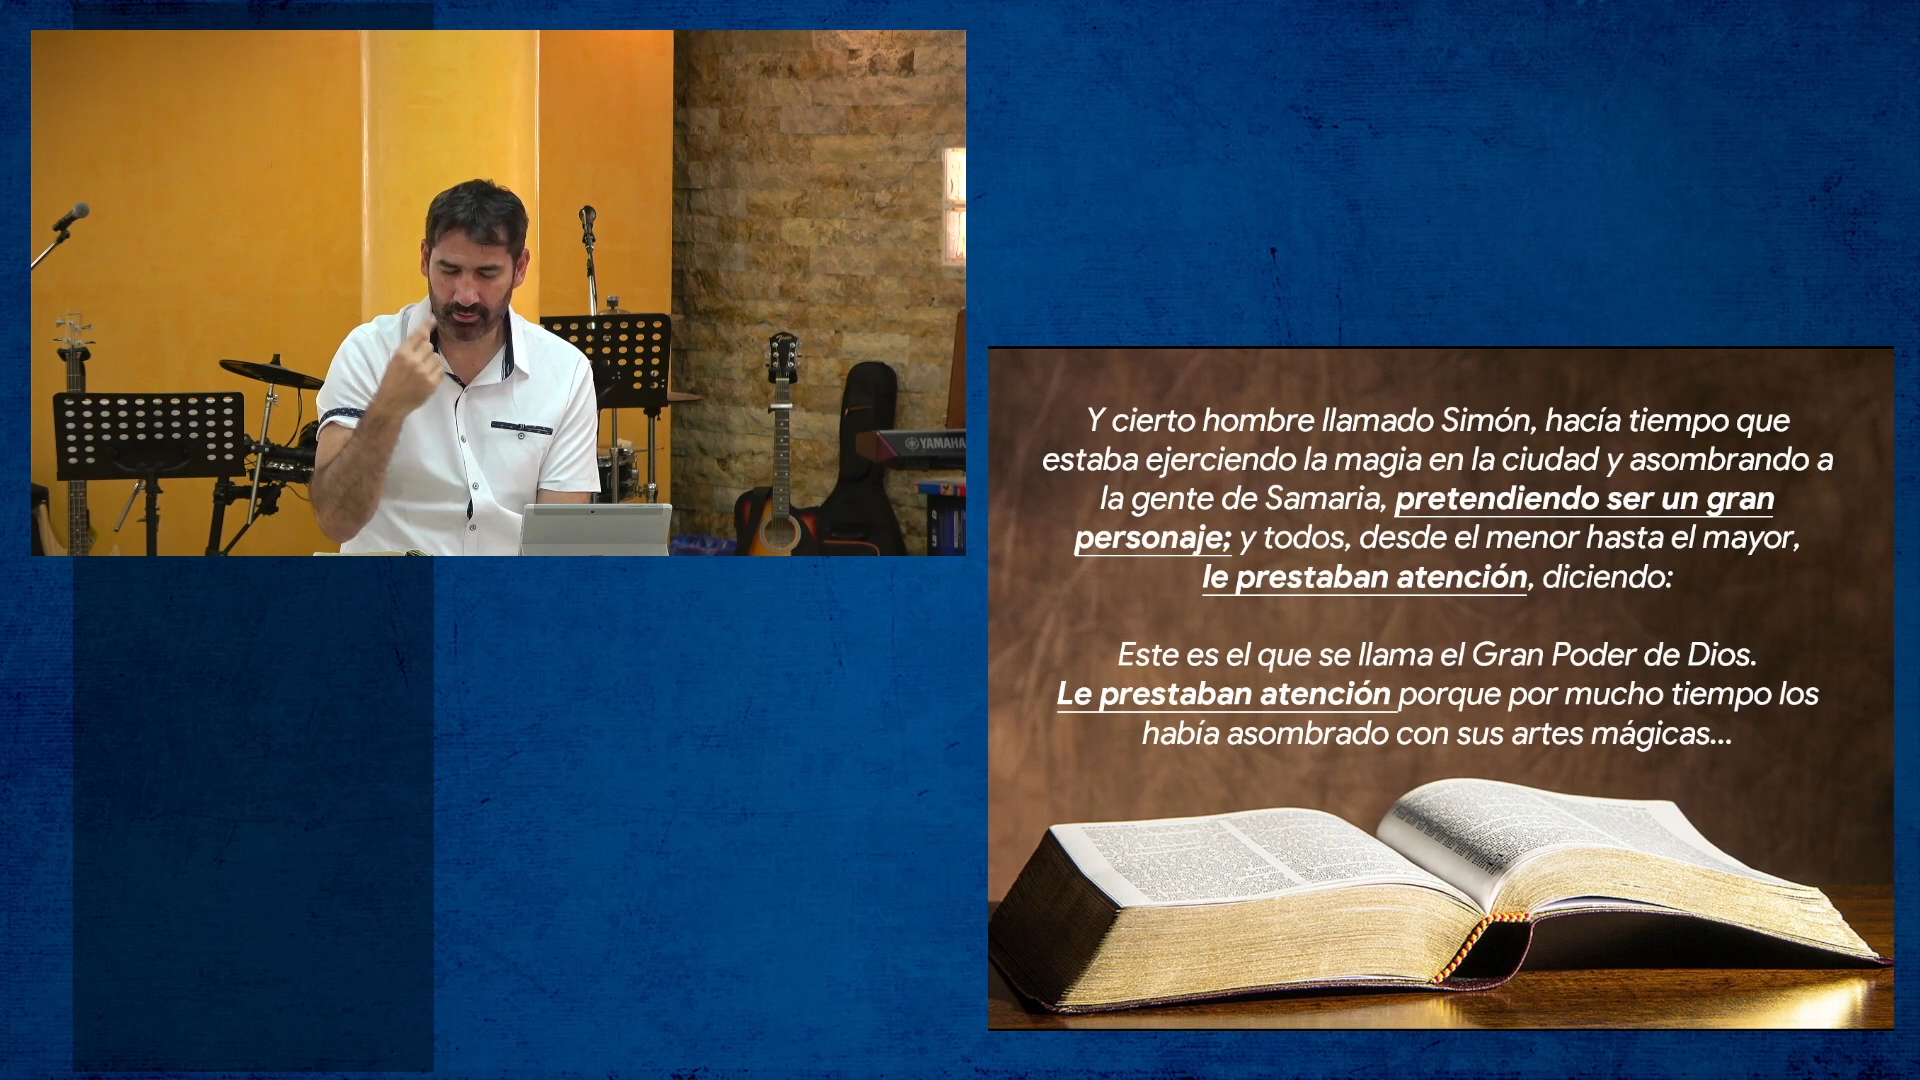 YAMAHA
Y cierto hombre llamado Simón, hacía tiempo que
estaba ejerciendo la magia en la ciudad y asombrando a
la gente de Samaria, pretendiendo ser un gran
personaje; y todos, desde el menor hasta el mayor,
le prestaban atención, diciendo:
Este es el que se llama el Gran Poder de Dios.
Le prestaban atención porque por mucho tiempo los
había asombrado con sus artes mágicas...